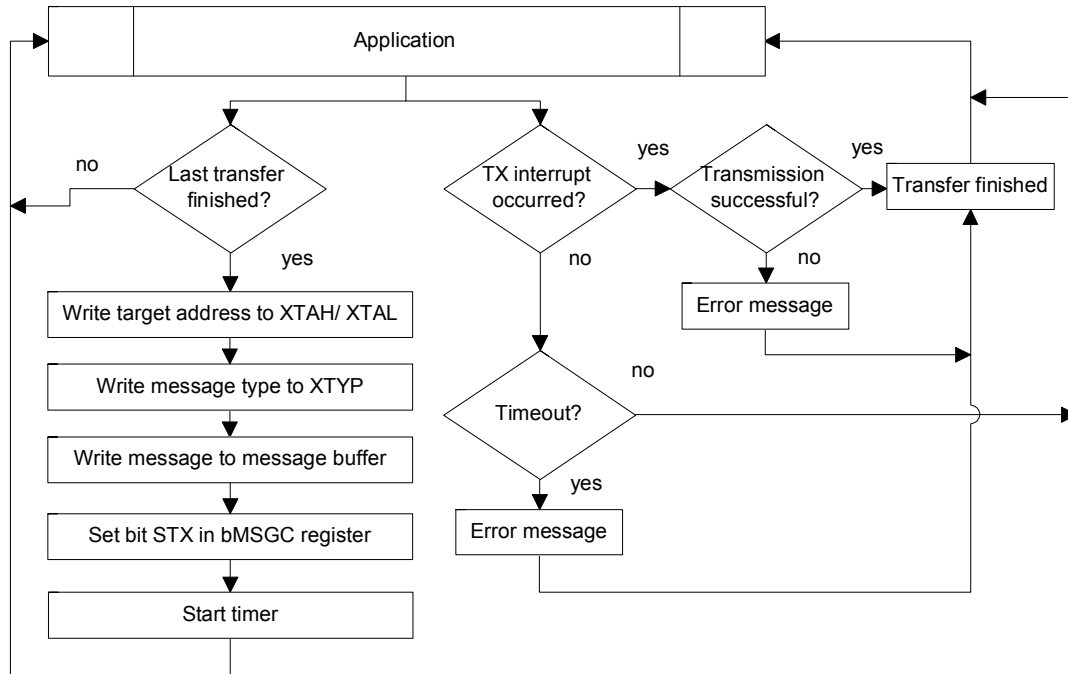 Application
no
Last transfer
finished?
yes
Write target address to XTAH/ XTAL
Write message type to XTYP
Write message to message buffer
Set bit STX in bMSGC register
Start timer
TX interrupt
occurred?
yes
no
Transmission
successful?
yes
no
Transfer finished
Error message
Timeout?
no
yes
Error message